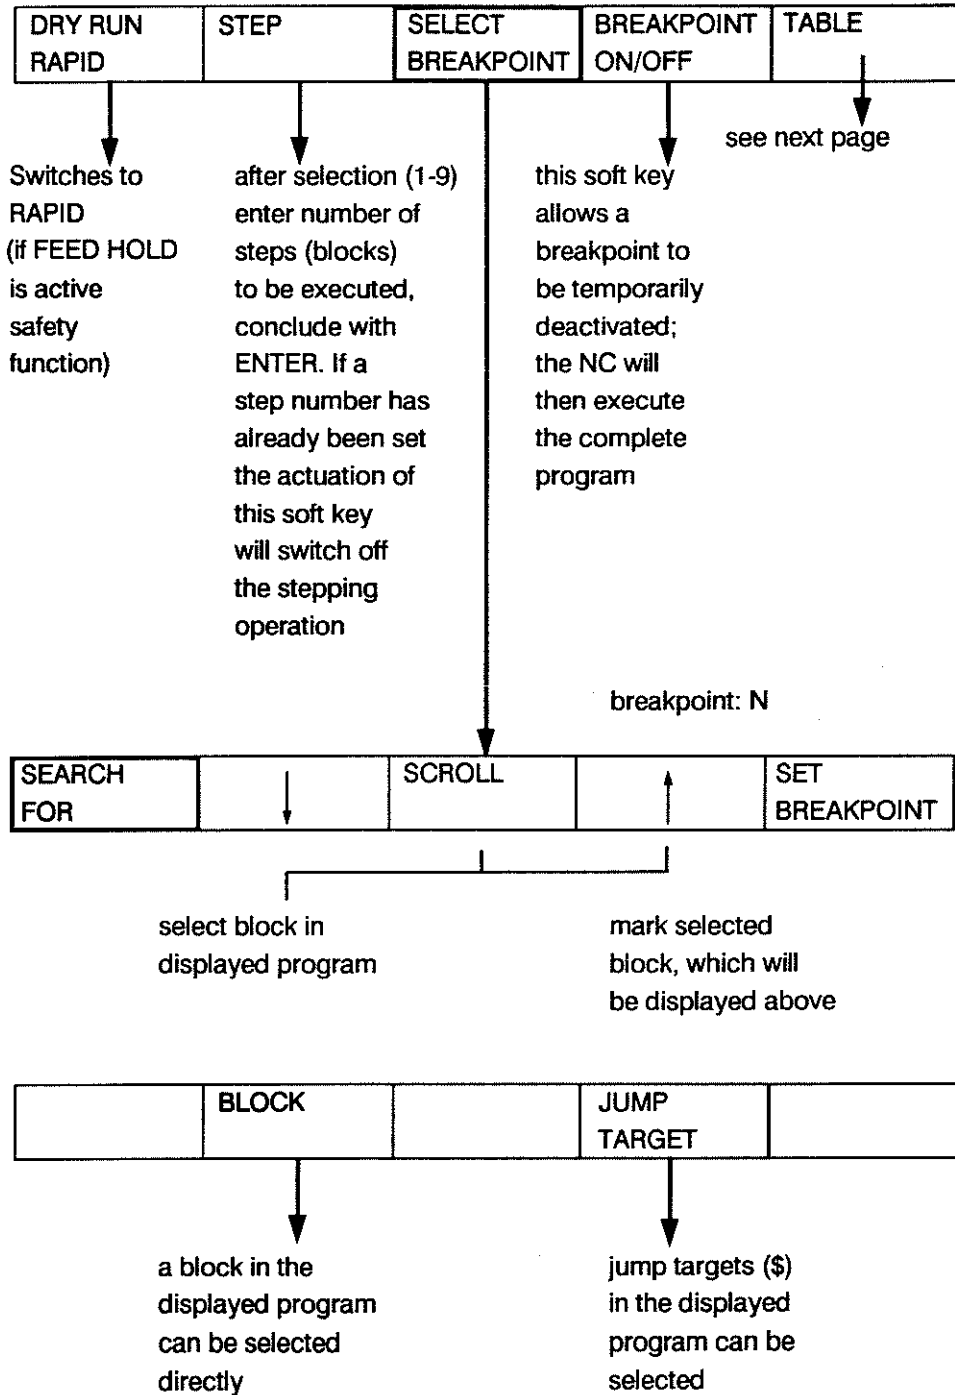 DRY RUN
RAPID
STEP
SELECT
BREAKPOINT
BREAKPOINT
ON/OFF
TABLE
see next page
Switches to
RAPID
(if FEED HOLD
is active
safety
function)
after selection (1-9)
enter number of
steps (blocks)
to be executed,
conclude with
ENTER. If a
step number has
already been set
the actuation of
this soft key
will switch off
the stepping
operation
this soft key
allows a
breakpoint to
be temporarily
deactivated;
the NC will
then execute
the complete
program
breakpoint: N
SEARCH
FOR
SCROLL
SET
BREAKPOINT
select block in
displayed program
mark selected
block, which will
be displayed above
BLOCK
JUMP
TARGET
a block in the
displayed program
can be selected
directly
jump targets ($)
in the displayed
program can be
selected